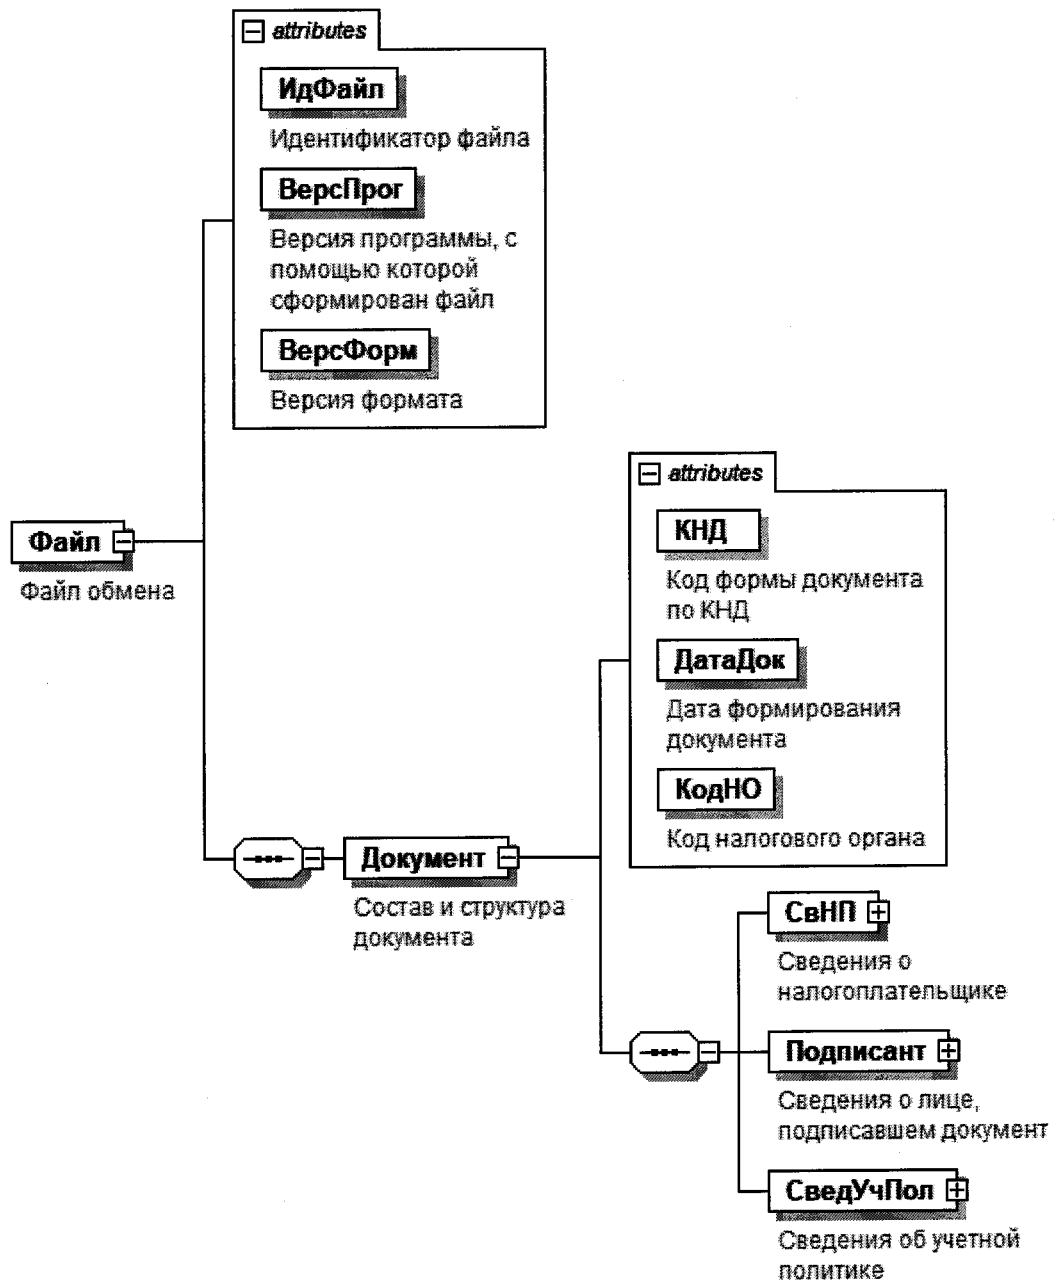 attributes
ИдФайл
Идентификатор файла
ВерсПрог
Версия программы, с
помощью которой
сформирован файл
ВерсФорм
Версия формата
Файл
Файл обмена
attributes
КНД
Код формы документа
по КНД
ДатаДок
Дата формирования
документа
КодНО
Код налогового органа
Документ
Состав и структура
документа
СвНП
Сведения о
налогоплательщике
Подписант
Сведения о лице,
подписавшем документ
СведУчПол
Сведения об учетной
политике